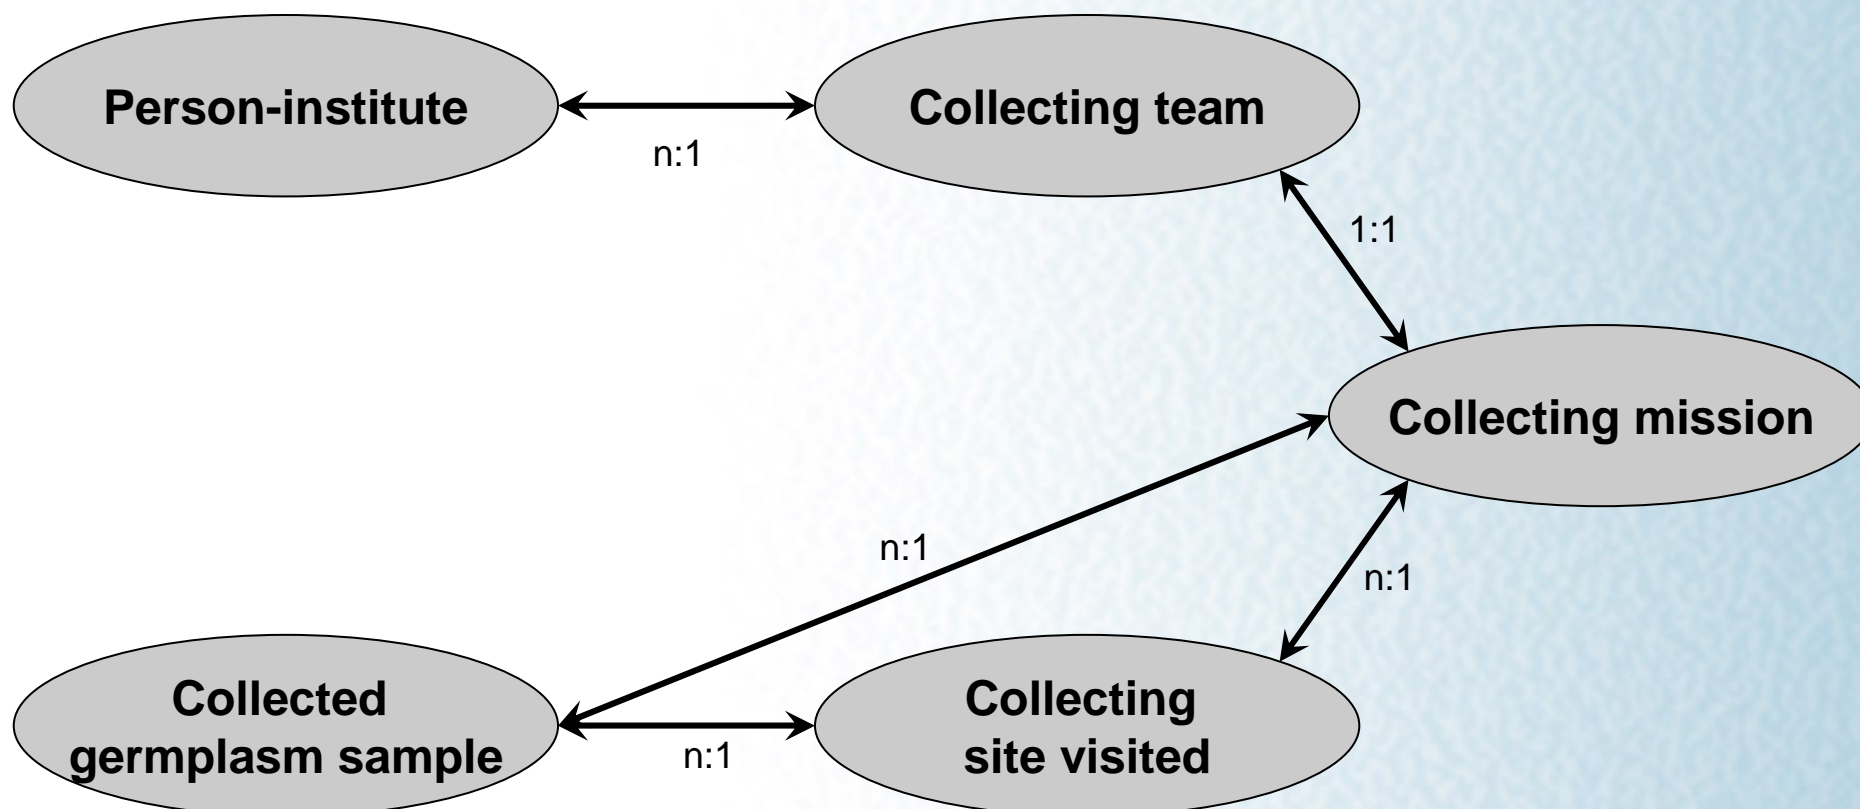 Person-institute
Collecting team
n:1
1:1
Collecting mission
n:1
n:1
Collected
germplasm sample
Collecting
site visited
n:1